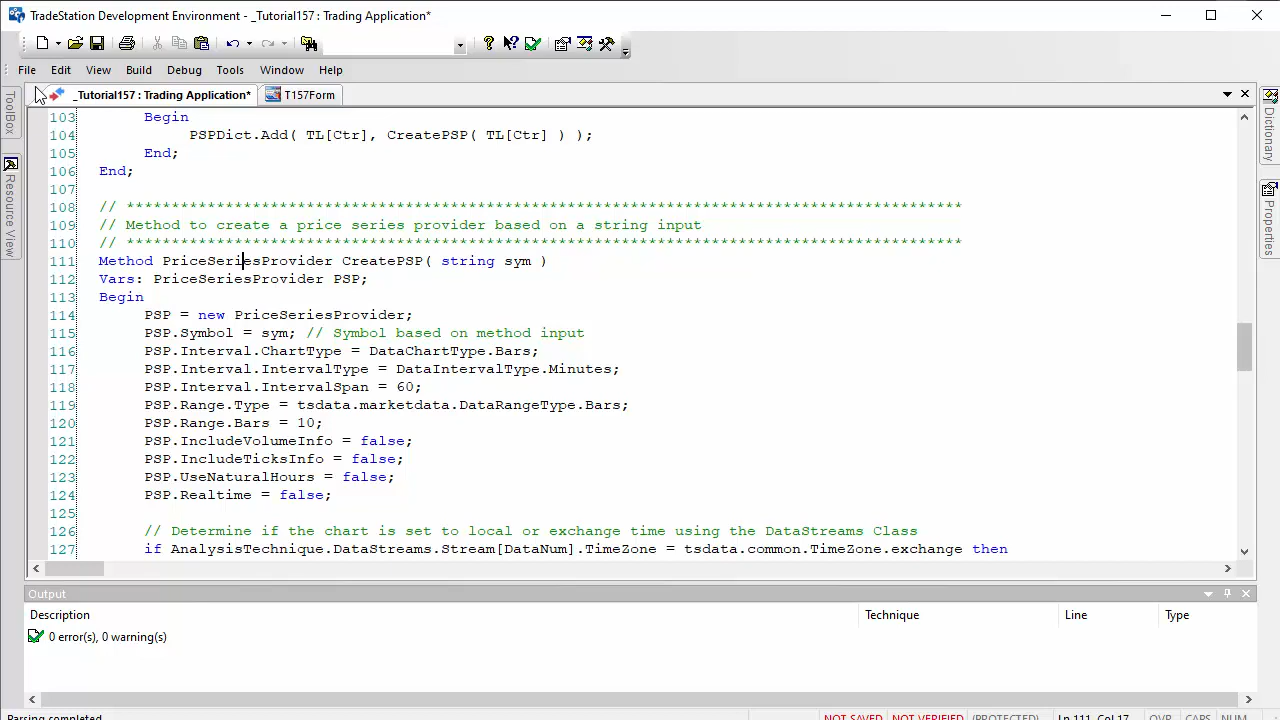 TradeStation Development Environment - _Tutorial157 : Trading Application*
File Edit View Build Debug Tools Window Help
_Tutorial157 : Trading Application* T157Form
ToolBox
Resource View
Dictionary
Properties
103 Begin
104 PSPDict.Add( TL[Ctr], CreatePSP( TL[Ctr] ) );
105 End;
106 End;
107
108 // *********************************************************************************************
109 // Method to create a price series provider based on a string input
110 // *********************************************************************************************
111 Method PriceSeriesProvider CreatePSP( string sym )
112 Vars: PriceSeriesProvider PSP;
113 Begin
114 PSP = new PriceSeriesProvider;
115 PSP.Symbol = sym; // Symbol based on method input
116 PSP.Interval.ChartType = DataChartType.Bars;
117 PSP.Interval.IntervalType = DataIntervalType.Minutes;
118 PSP.Interval.IntervalSpan = 60;
119 PSP.Range.Type = tsdata.marketdata.DataRangeType.Bars;
120 PSP.Range.Bars = 10;
121 PSP.IncludeVolumeInfo = false;
122 PSP.IncludeTicksInfo = false;
123 PSP.UseNaturalHours = false;
124 PSP.Realtime = false;
125
126 // Determine if the chart is set to local or exchange time using the DataStreams Class
127 if AnalysisTechnique.DataStreams.Stream[DataNum].TimeZone = tsdata.common.TimeZone.exchange then
Output
Description Technique Line Type
0 error(s), 0 warning(s)
Parsing completed NOT SAVED NOT VERIFIED (PROTECTED) Ln 111, Col 17 OVR CAPS NUM